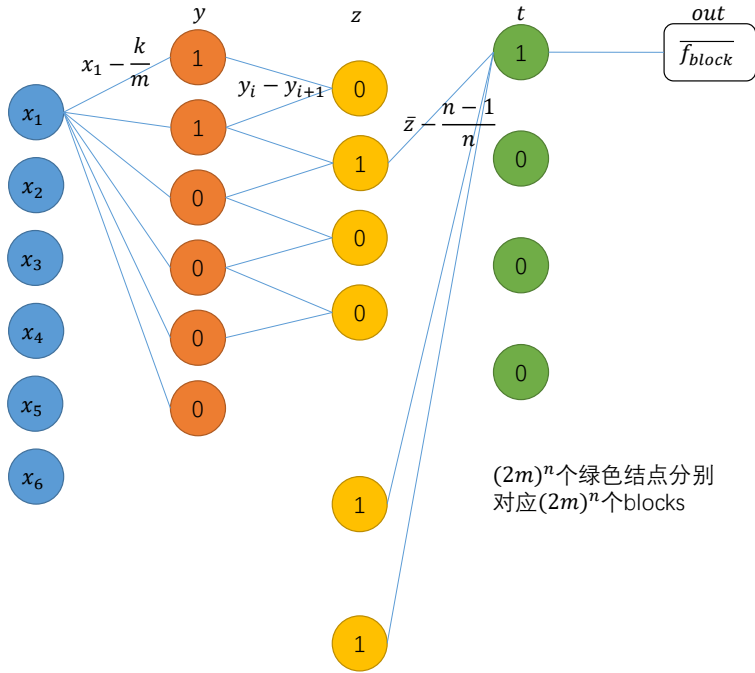 y z t out
x₁ - k/m
1
1
0
0
0
0
yᵢ - yᵢ₊₁
0
1
0
0
1
1
z̄ - (n-1)/n
1
0
0
0
\overline{f_{block}}
x₁
x₂
x₃
x₄
x₅
x₆
(2m)ⁿ个绿色结点分别
对应(2m)ⁿ个blocks